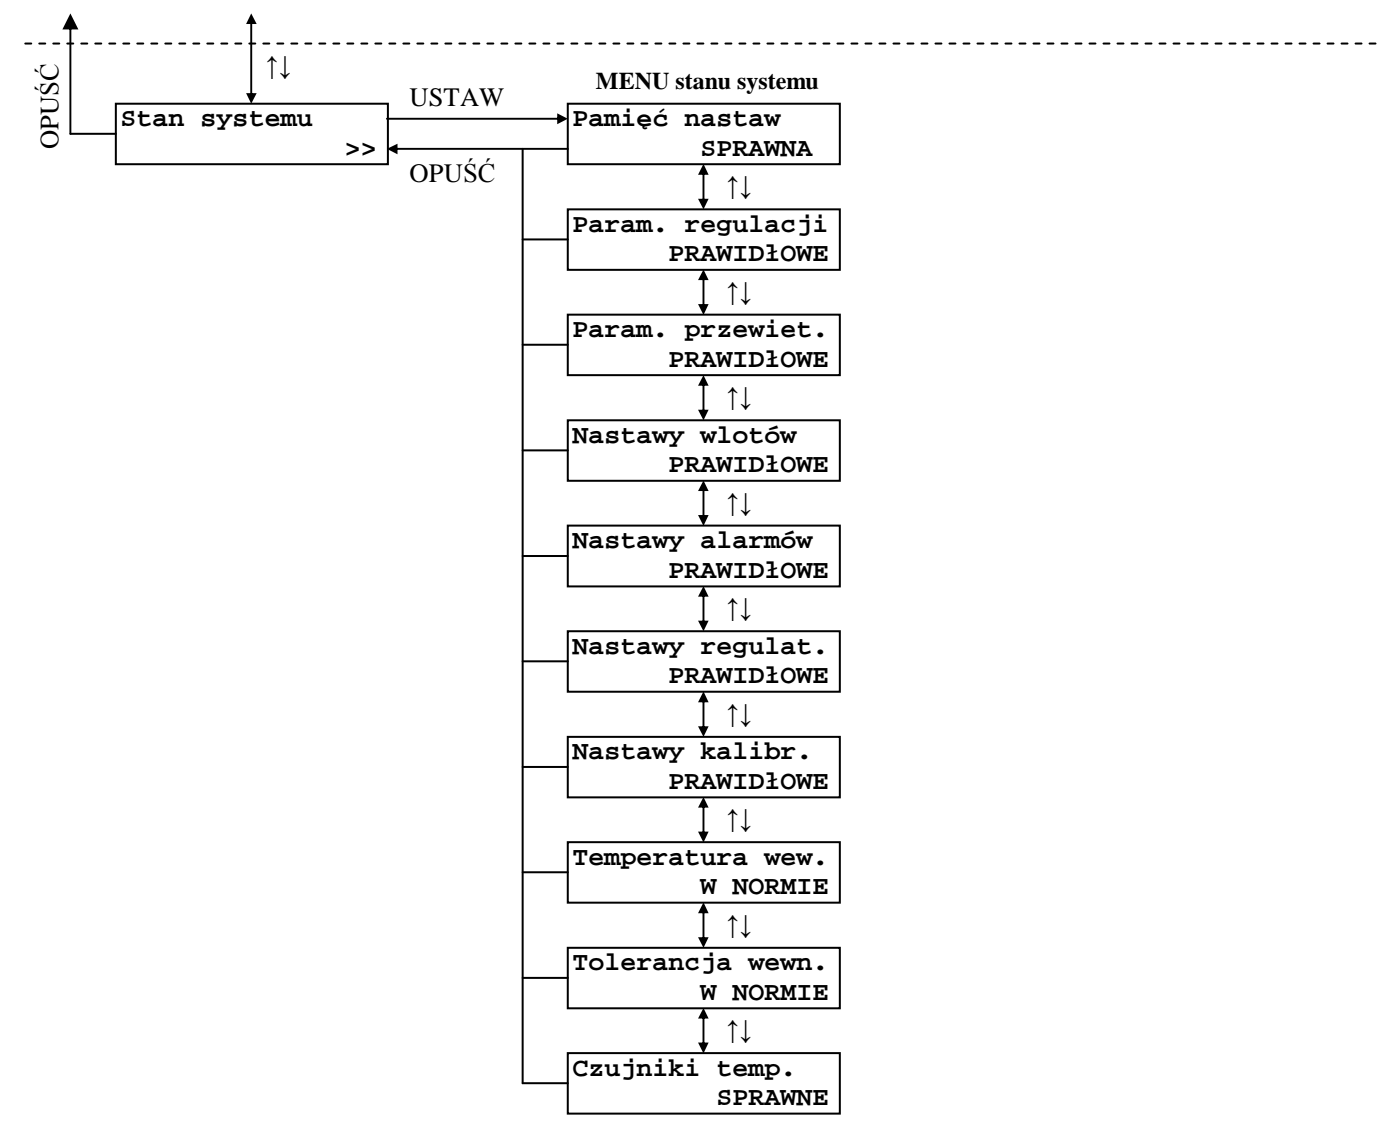 OPUŚĆ
↑↓
MENU stanu systemu
Stan systemu
>>
USTAW
OPUŚĆ
Pamięć nastaw
SPRAWNA
↑↓
Param. regulacji
PRAWIDłOWE
↑↓
Param. przewiet.
PRAWIDłOWE
↑↓
Nastawy wlotów
PRAWIDłOWE
↑↓
Nastawy alarmów
PRAWIDłOWE
↑↓
Nastawy regulat.
PRAWIDłOWE
↑↓
Nastawy kalibr.
PRAWIDłOWE
↑↓
Temperatura wew.
W NORMIE
↑↓
Tolerancja wewn.
W NORMIE
↑↓
Czujniki temp.
SPRAWNE